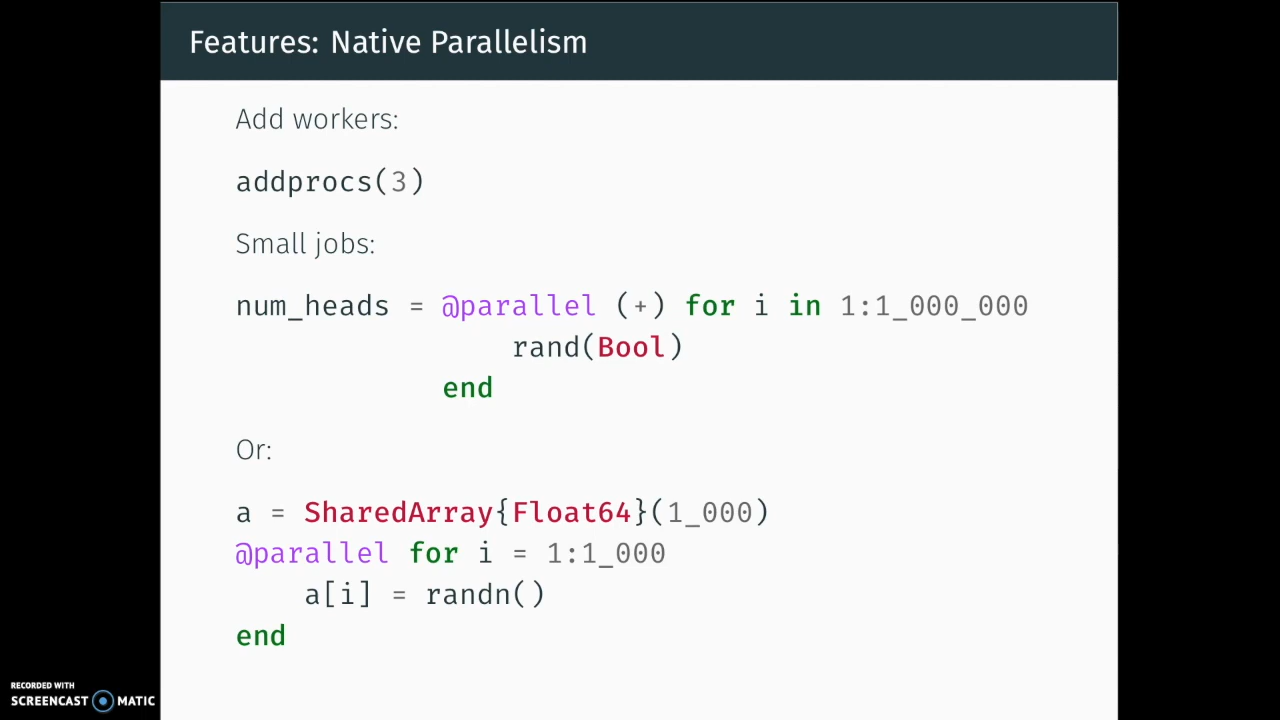 Features: Native Parallelism
Add workers:
addprocs(3)
Small jobs:
num_heads = @parallel (+) for i in 1:1_000_000
rand(Bool)
end
Or:
a = SharedArray{Float64}(1_000)
@parallel for i = 1:1_000
a[i] = randn()
end
RECORDED WITH
SCREENCAST MATIC